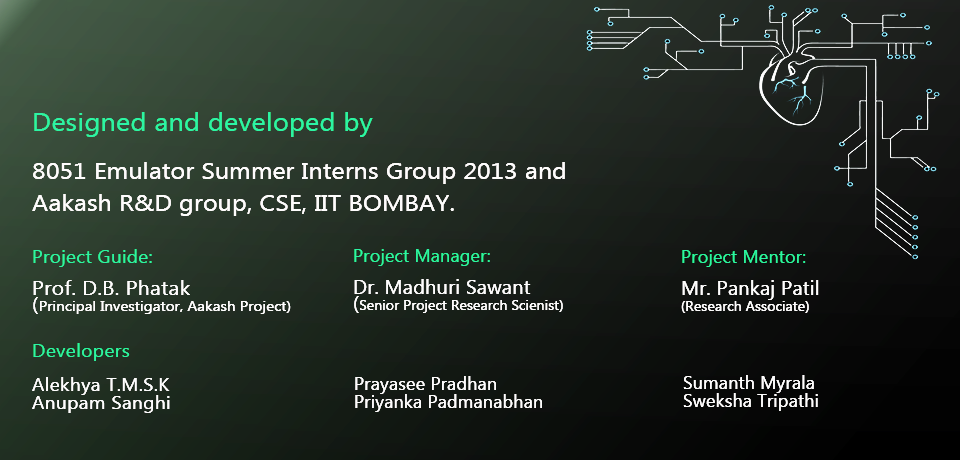 Designed and developed by
8051 Emulator Summer Interns Group 2013 and
Aakash R&D group, CSE, IIT BOMBAY.
Project Guide:
Prof. D.B. Phatak
(Principal Investigator, Aakash Project)
Project Manager:
Dr. Madhuri Sawant
(Senior Project Research Scienist)
Project Mentor:
Mr. Pankaj Patil
(Research Associate)
Developers
Alekhya T.M.S.K
Anupam Sanghi
Prayasee Pradhan
Priyanka Padmanabhan
Sumanth Myrala
Sweksha Tripathi